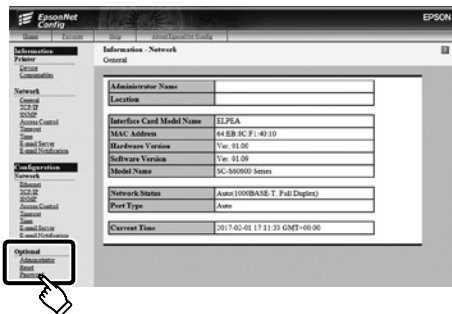 EpsonNet
Config
EPSON
Home Favorite Help About EpsonNet Config
Information
Printer
Device
Consumables
Network
General
TCP/IP
SNMP
Access Control
Timeout
Time
E-mail Server
E-mail Notification
Configuration
Network
Ethernet
TCP/IP
SNMP
Access Control
Timeout
Time
E-mail Server
E-mail Notification
Optional
Administrator
Reset
Password
Information - Network
General
Administrator Name
Location
Interface Card Model Name ELPEA
MAC Address 64:EB:8C:F1:40:10
Hardware Version Ver. 01.00
Software Version Ver. 01.09
Model Name SC-S60600 Series
Network Status Auto(1000BASE-T, Full Duplex)
Port Type Auto
Current Time 2017-02-01 17:11:33 GMT+00:00